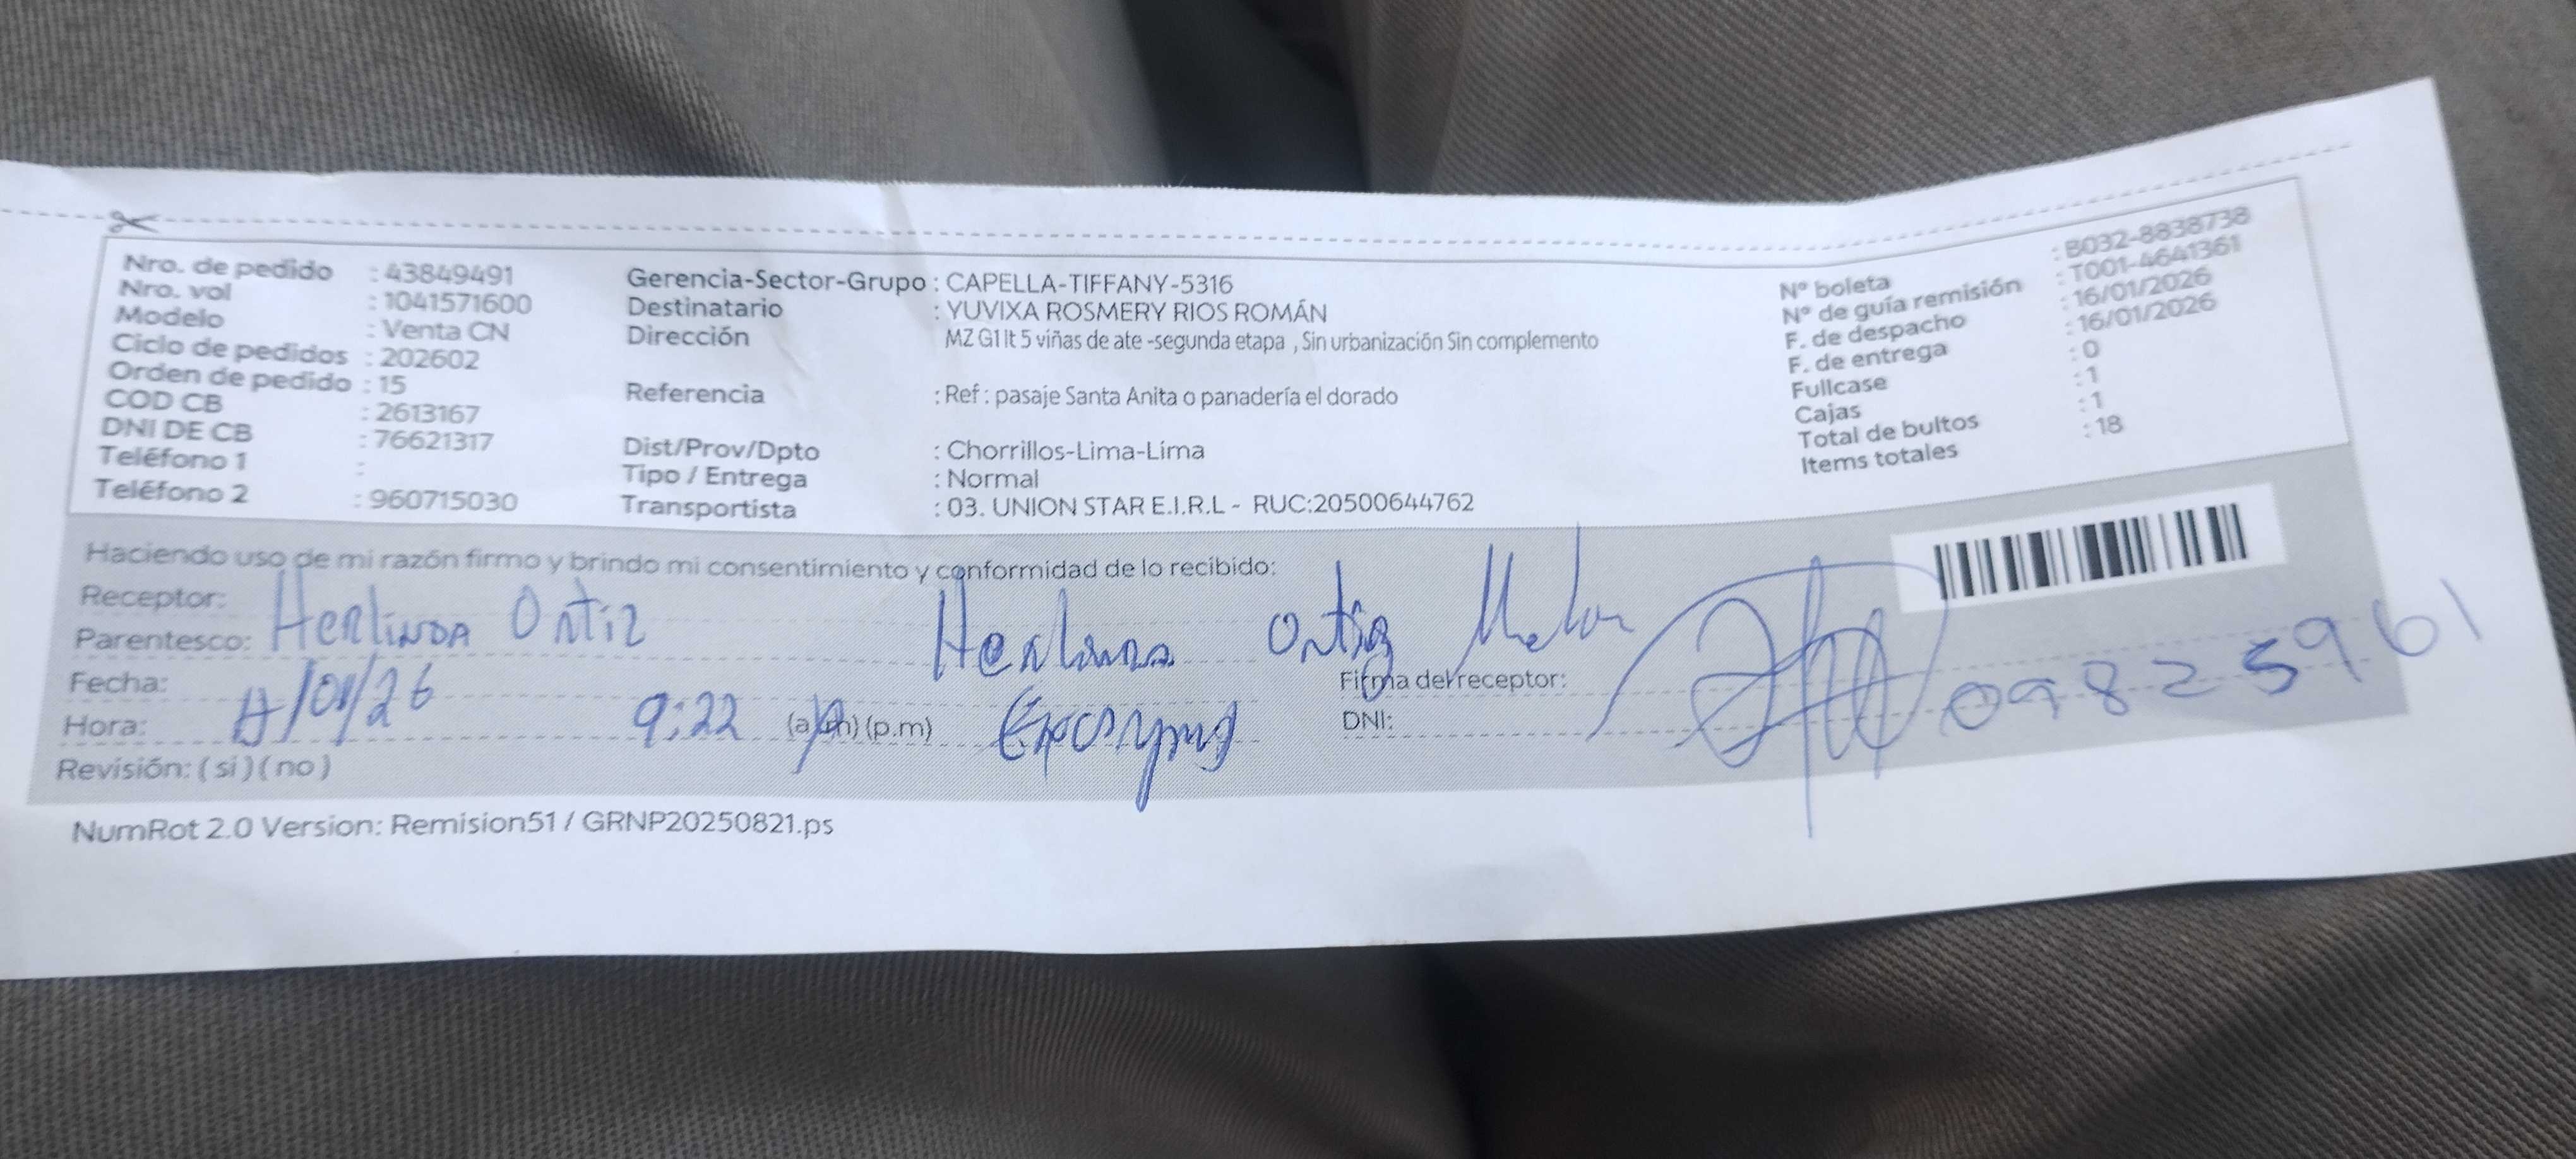 Nro. de pedido : 43849491
Nro. vol : 1041571600
Modelo : Venta CN
Ciclo de pedidos : 202602
Orden de pedido : 15
COD CB : 2613167
DNI DE CB : 76621317
Teléfono 1 :
Teléfono 2 : 960715030
Gerencia-Sector-Grupo : CAPELLA-TIFFANY-5316
Destinatario : YUVIXA ROSMERY RIOS ROMÁN
Dirección MZ G1 lt 5 viñas de ate -segunda etapa , Sin urbanización Sin complemento
Referencia : Ref : pasaje Santa Anita o panadería el dorado
Dist/Prov/Dpto : Chorrillos-Lima-Lima
Tipo / Entrega : Normal
Transportista : 03. UNION STAR E.I.R.L - RUC:20500644762
Nº boleta : B032-8838738
Nº de guía remisión : T001-4641361
F. de despacho : 16/01/2026
F. de entrega : 16/01/2026
Fullcase : 0
Cajas : 1
Total de bultos : 1
Items totales : 18
Haciendo uso de mi razón firmo y brindo mi consentimiento y conformidad de lo recibido:
Receptor:
Parentesco: Herlinda Ortiz
Ortiz
Fecha: /01/26
Hora: 9:22 (a.m) (p.m)
Firma del receptor:
DNI: 09825961
Revisión: ( si ) ( no )
NumRot 2.0 Version: Remision51 / GRNP20250821.ps